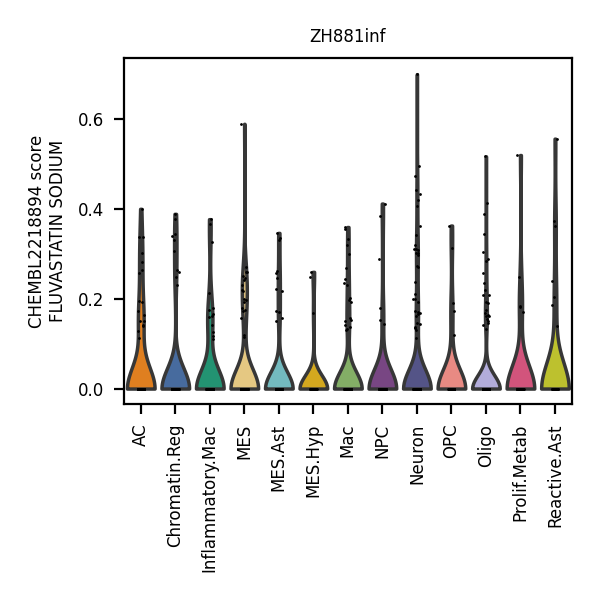 ZH881inf
CHEMBL2218894 score
FLUVASTATIN SODIUM
0.6
0.4
0.2
0.0
AC
Chromatin.Reg
Inflammatory.Mac
MES
MES.Ast
MES.Hyp
Mac
NPC
Neuron
OPC
Oligo
Prolif.Metab
Reactive.Ast